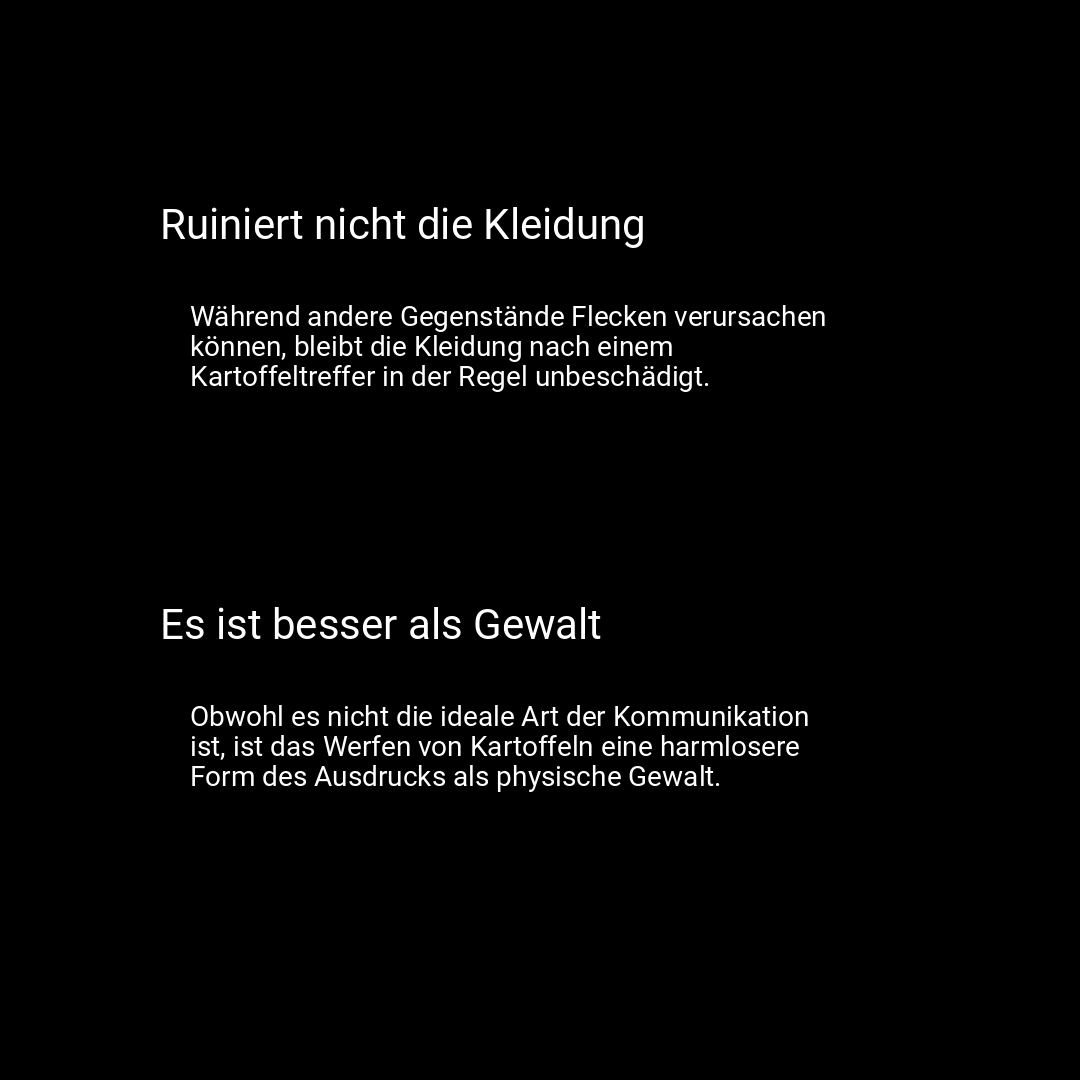 Ruiniert nicht die Kleidung
Während andere Gegenstände Flecken verursachen
können, bleibt die Kleidung nach einem
Kartoffeltreffer in der Regel unbeschädigt.
Es ist besser als Gewalt
Obwohl es nicht die ideale Art der Kommunikation
ist, ist das Werfen von Kartoffeln eine harmlosere
Form des Ausdrucks als physische Gewalt.